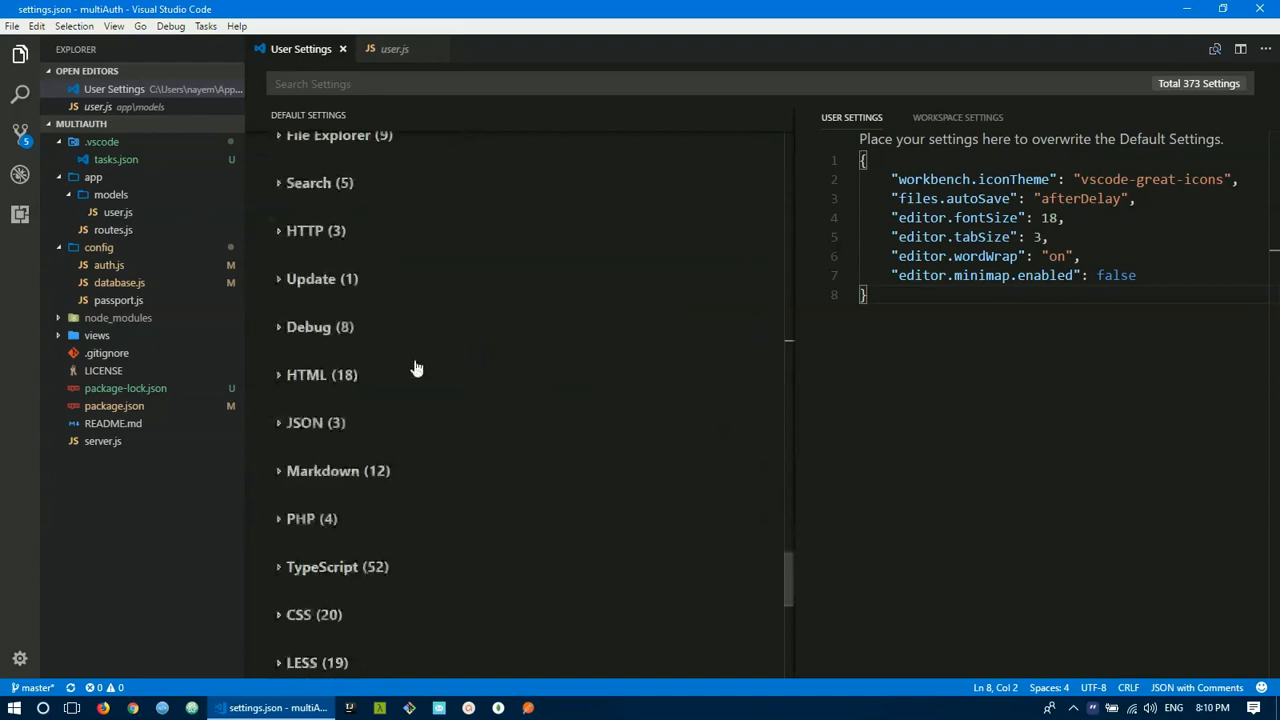 settings.json - multiAuth - Visual Studio Code
File Edit Selection View Go Debug Tasks Help
EXPLORER
OPEN EDITORS
User Settings C:\Users\nayem\App...
user.js app\models
MULTIAUTH
.vscode
tasks.json U
app
models
user.js
routes.js
config
auth.js M
database.js M
passport.js
node_modules
views
.gitignore
LICENSE
package-lock.json U
package.json M
README.md
server.js
5
User Settings
user.js
Search Settings
Total 373 Settings
DEFAULT SETTINGS
File Explorer (9)
Search (5)
HTTP (3)
Update (1)
Debug (8)
HTML (18)
JSON (3)
Markdown (12)
PHP (4)
TypeScript (52)
CSS (20)
LESS (19)
USER SETTINGS WORKSPACE SETTINGS
Place your settings here to overwrite the Default Settings.
1 {
2 "workbench.iconTheme": "vscode-great-icons",
3 "files.autoSave": "afterDelay",
4 "editor.fontSize": 18,
5 "editor.tabSize": 3,
6 "editor.wordWrap": "on",
7 "editor.minimap.enabled": false
8 }
master* 0 0 Ln 8, Col 2 Spaces: 4 UTF-8 CRLF JSON with Comments
settings.json - multiA... ENG 8:10 PM